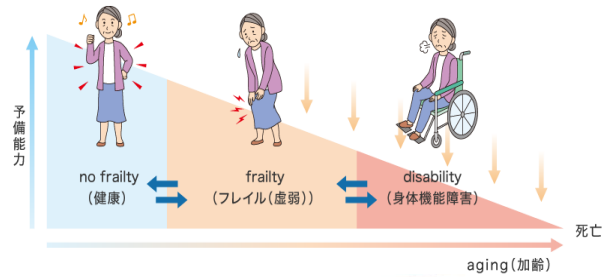 予備能力
no frailty
（健康）
frailty
（フレイル（虚弱））
disability
（身体機能障害）
死亡
aging（加齢）